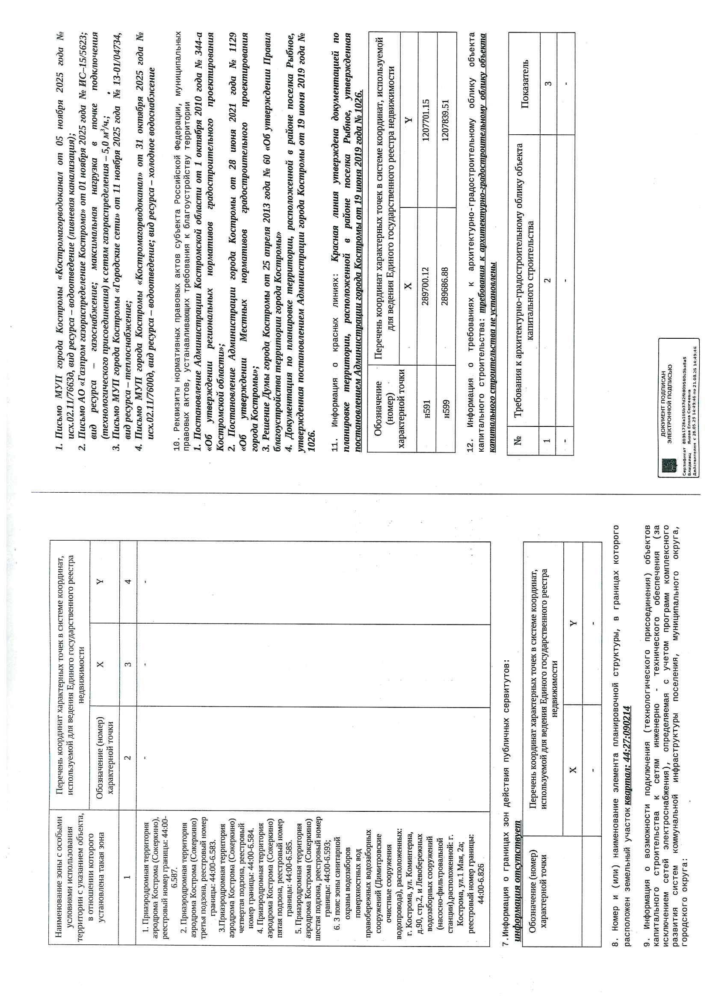 Наименование зоны с особыми
условиями использования
территории с указанием объекта,
в отношении которого
установлена такая зона
Перечень координат характерных точек в системе координат,
используемой для ведения Единого государственного реестра
недвижимости
Обозначение (номер)
характерной точки
X
Y
1
2
3
4
1. Приаэродромная территория
аэродрома Кострома (Сокеркино),
реестровый номер границы: 44:00-
6.587.
2. Приаэродромная территория
аэродрома Кострома (Сокеркино)
третья подзона, реестровый номер
границы: 44:00-6.583.
3.Приаэродромная территория
аэродрома Кострома (Сокеркино)
четвертая подзона, реестровый
номер границы: 44:00-6.584.
4. Приаэродромная территория
аэродрома Кострома (Сокеркино)
пятая подзона, реестровый номер
границы: 44:00-6.585.
5. Приаэродромная территория
аэродрома Кострома (Сокеркино)
шестая подзона, реестровый номер
границы: 44:00-6.593;
6. 3 пояс зоны санитарной
охраны водозаборов
поверхностных вод
правобережных водозаборных
сооружений (Димитровские
очистные сооружения
водопровода), расположенных:
г. Кострома, ул. Коминтерна,
д.90, стр.2, и Левобережных
водозаборных сооружений
(насосно-фильтровальной
станции),расположенной: г.
Кострома, ул.1 Мая, 2а;
реестровый номер границы:
44:00-6.826
-
-
-
7.Информация о границах зон действия публичных сервитутов:
информация отсутствует
Обозначение (номер)
характерной точки
Перечень координат характерных точек в системе координат,
используемой для ведения Единого государственного реестра
недвижимости
X
Y
-
-
8. Номер и (или) наименование элемента планировочной структуры, в границах которого
расположен земельный участок квартал: 44:27:090214
9. Информация о возможности подключения (технологического присоединения) объектов
капитального строительства к сетям инженерно - технического обеспечения (за
исключением сетей электроснабжения), определяемая с учетом программ комплексного
развития систем коммунальной инфраструктуры поселения, муниципального округа,
городского округа:
1. Письмо МУП города Костромы «Костромагорводоканал от 05 ноября 2025 года №
исх.02.11/7663д, вид ресурса – водоотведение (ливневая канализация);
2. Письмо АО «Газпром газораспределение Кострома» от 01 ноября 2025 года № ИС–15/5623;
вид ресурса – газоснабжение; максимальная нагрузка в точке подключения
(технологического присоединения) к сетям газораспределения – 5,0 м³/ч.;
3. Письмо МУП города Костромы «Городские сети» от 11 ноября 2025 года № 13-01/04734,
вид ресурса – теплоснабжение;
4. Письмо МУП города Костромы «Костромагорводоканал» от 31 октября 2025 года №
исх.02.11/7600д, вид ресурса – водоотведение; вид ресурса – холодное водоснабжение
10. Реквизиты нормативных правовых актов субъекта Российской Федерации, муниципальных
правовых актов, устанавливающих требования к благоустройству территории
1. Постановление Администрации Костромской области от 1 октября 2010 года № 344-а
«Об утверждении региональных нормативов градостроительного проектирования
Костромской области»;
2. Постановление Администрации города Костромы от 28 июня 2021 года № 1129
«Об утверждении Местных нормативов градостроительного проектирования
города Костромы»;
3. Решение Думы города Костромы от 25 апреля 2013 года № 60 «Об утверждении Правил
благоустройства территории города Костромы»
4. Документация по планировке территории, расположенной в районе поселка Рыбное,
утвержденная постановлением Администрации города Костромы от 19 июня 2019 года №
1026.
11. Информация о красных линиях: Красная линия утверждена документацией по
планировке территории, расположенной в районе поселка Рыбное, утвержденная
постановлением Администрации города Костромы от 19 июня 2019 года № 1026.
Обозначение
(номер)
характерной точки
Перечень координат характерных точек в системе координат, используемой
для ведения Единого государственного реестра недвижимости
X
Y
н591
289700.12
1207701.15
н599
289686.88
1207839.51
12. Информация о требованиях к архитектурно-градостроительному облику объекта
капитального строительства: требования к архитектурно-градостроительному облику объекта
капитального строительства не установлены
№
Требования к архитектурно-градостроительному облику объекта
капитального строительства
Показатель
1
2
3
-
-
-
ДОКУМЕНТ ПОДПИСАН
ЭЛЕКТРОННОЙ ПОДПИСЬЮ
Сертификат
Владелец Янова Елена Сергеевна
Действителен с 28.05.25 14:49:46 по 21.08.26 14:49:46